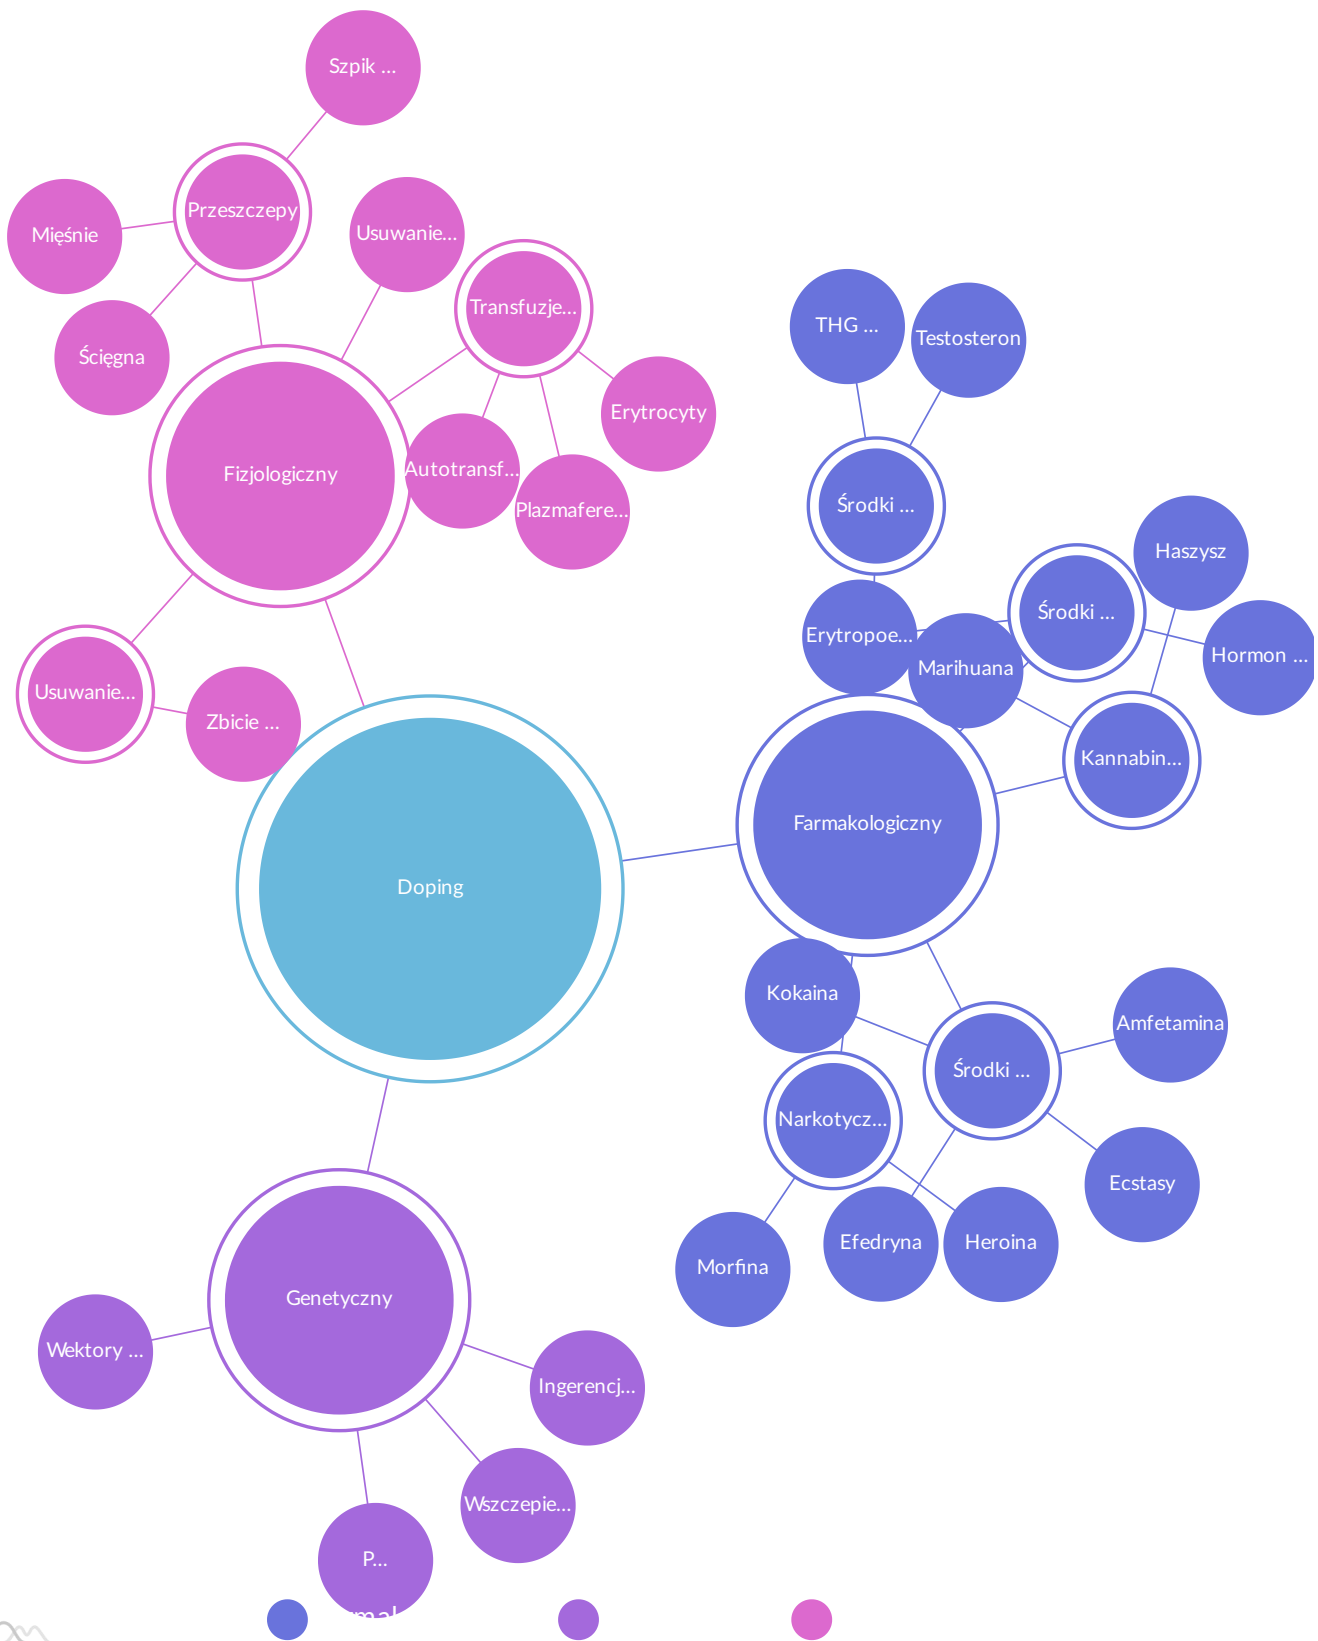 Szpik ...
Przeszczepy
Mięśnie
Usuwanie...
Transfuzje...
Ścięgna
Erytrocyty
Fizjologiczny
Autotransf...
Plazmafere...
Usuwanie...
Zbicie ...
THG ...
Testosteron
Środki ...
Haszysz
Środki ...
Erytropoe...
Hormon ...
Marihuana
Kannabin...
Farmakologiczny
Doping
Kokaina
Amfetamina
Środki ...
Narkotycz...
Ecstasy
Efedryna
Heroina
Morfina
Genetyczny
Wektory ...
Ingerencj...
Wszczepie...
P...